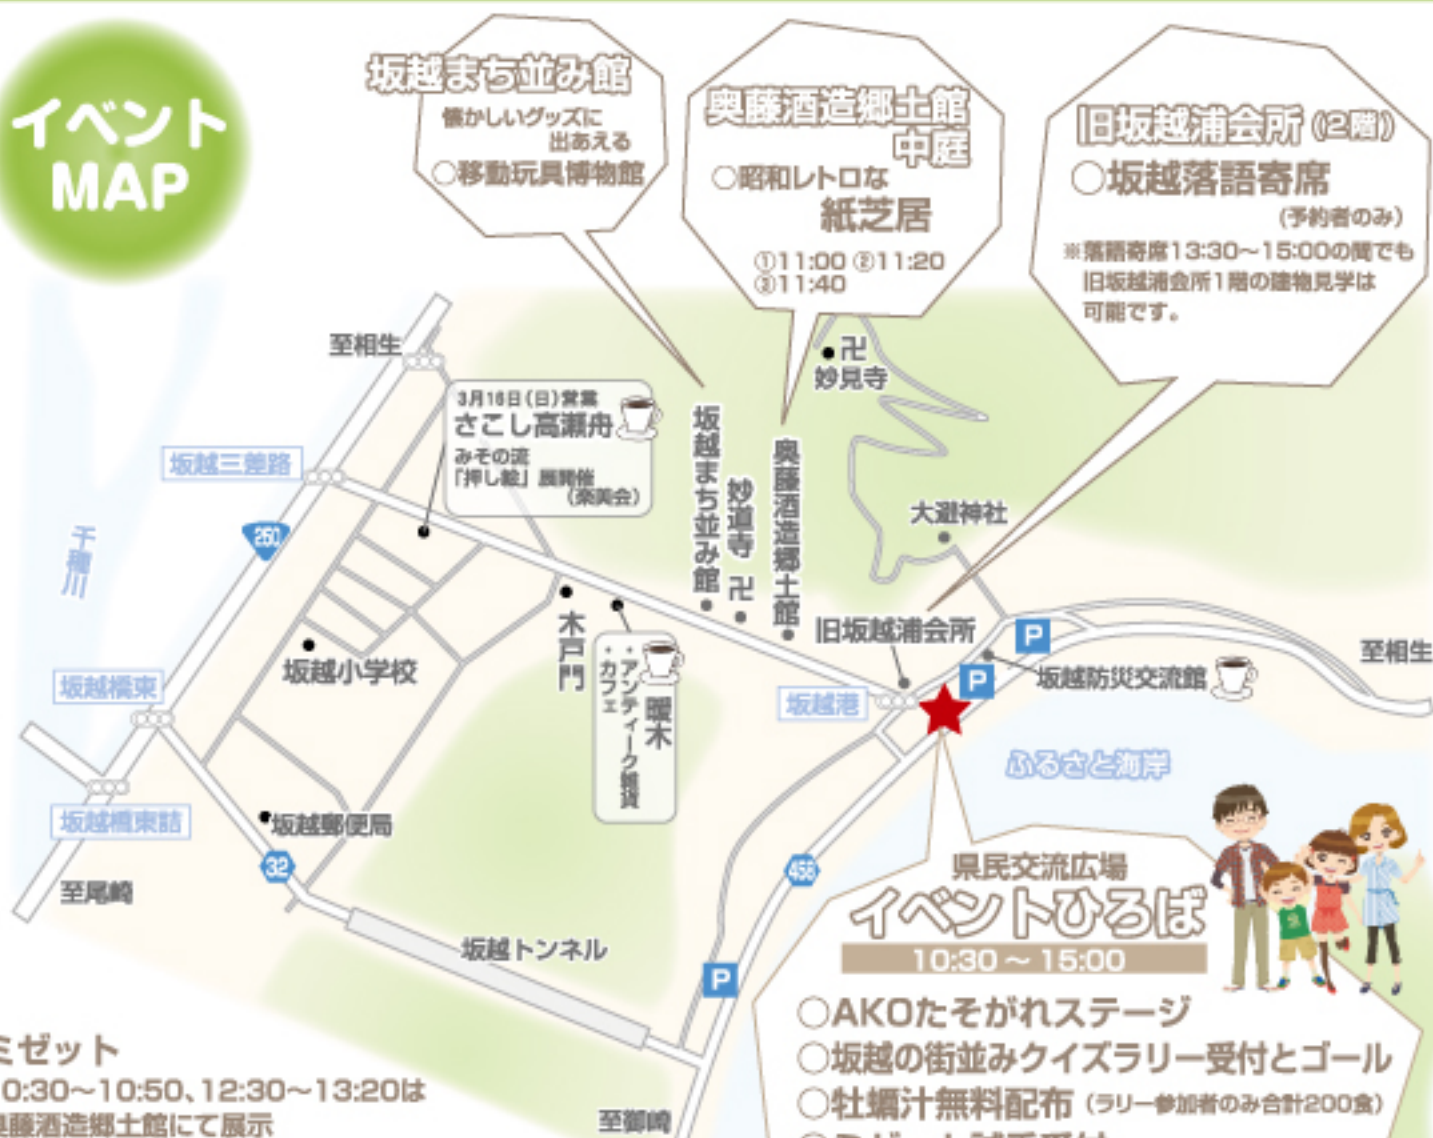 イベント
MAP
坂越まち並み館
懐かしいグッズに
出あえる
○移動玩具博物館
奥藤酒造郷土館
中庭
○昭和レトロな
紙芝居
①11:00 ②11:20
③11:40
旧坂越浦会所(2階)
○坂越落語寄席
(予約者のみ)
※落語寄席13:30～15:00の間でも
旧坂越浦会所1階の建物見学は
可能です。
至相生
卍
妙見寺
3月16日(日)営業
さこし高瀬舟
みその流
「押し絵」展開催
(楽美会)
坂越三差路
250
千種川
坂越まち並み館
妙道寺 卍
奥藤酒造郷土館
大避神社
木戸門
旧坂越浦会所
P
至相生
坂越小学校
坂越橋東
暖木
・アンティーク雑貨
・カフェ
坂越港
P
坂越防災交流館
ふるさと海岸
坂越橋東詰
坂越郵便局
32
至尾崎
458
坂越トンネル
P
県民交流広場
イベントひろば
10:30～15:00
○AKOたそがれステージ
○坂越の街並みクイズラリー受付とゴール
○牡蠣汁無料配布(ラリー参加者のみ合計200食)
ミゼット
0:30～10:50、12:30～13:20は
奥藤酒造郷土館にて展示
至御崎